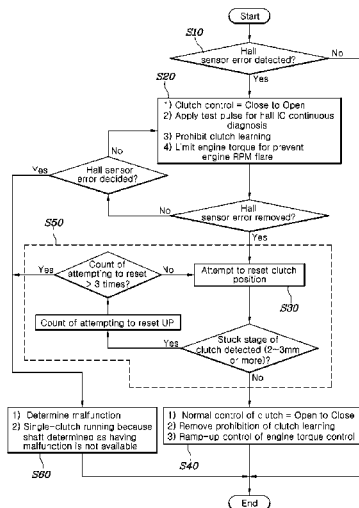 Start
S10
Hall
sensor error detected?
No
Yes
S20
1) Clutch control = Close to Open
2) Apply test pulse for hall IC continuous
diagnosis
3) Prohibit clutch learning
4) Limit engine torque for prevent
engine RPM flare
No
Yes
Hall sensor
error decided?
No
Hall
sensor error removed?
Yes
S50
Yes
Count of
attempting to reset
> 3 times?
No
Attempt to reset clutch
position
S30
Count of attempting to reset UP
Yes
Stuck stage of
clutch detected (2~3mm
or more)?
No
1) Determine malfunction
2) Single-clutch running because
shaft determined as having
malfunction is not available
S60
1) Normal control of clutch = Open to Close
2) Remove prohibition of clutch learning
3) Ramp-up control of engine torque control
S40
End